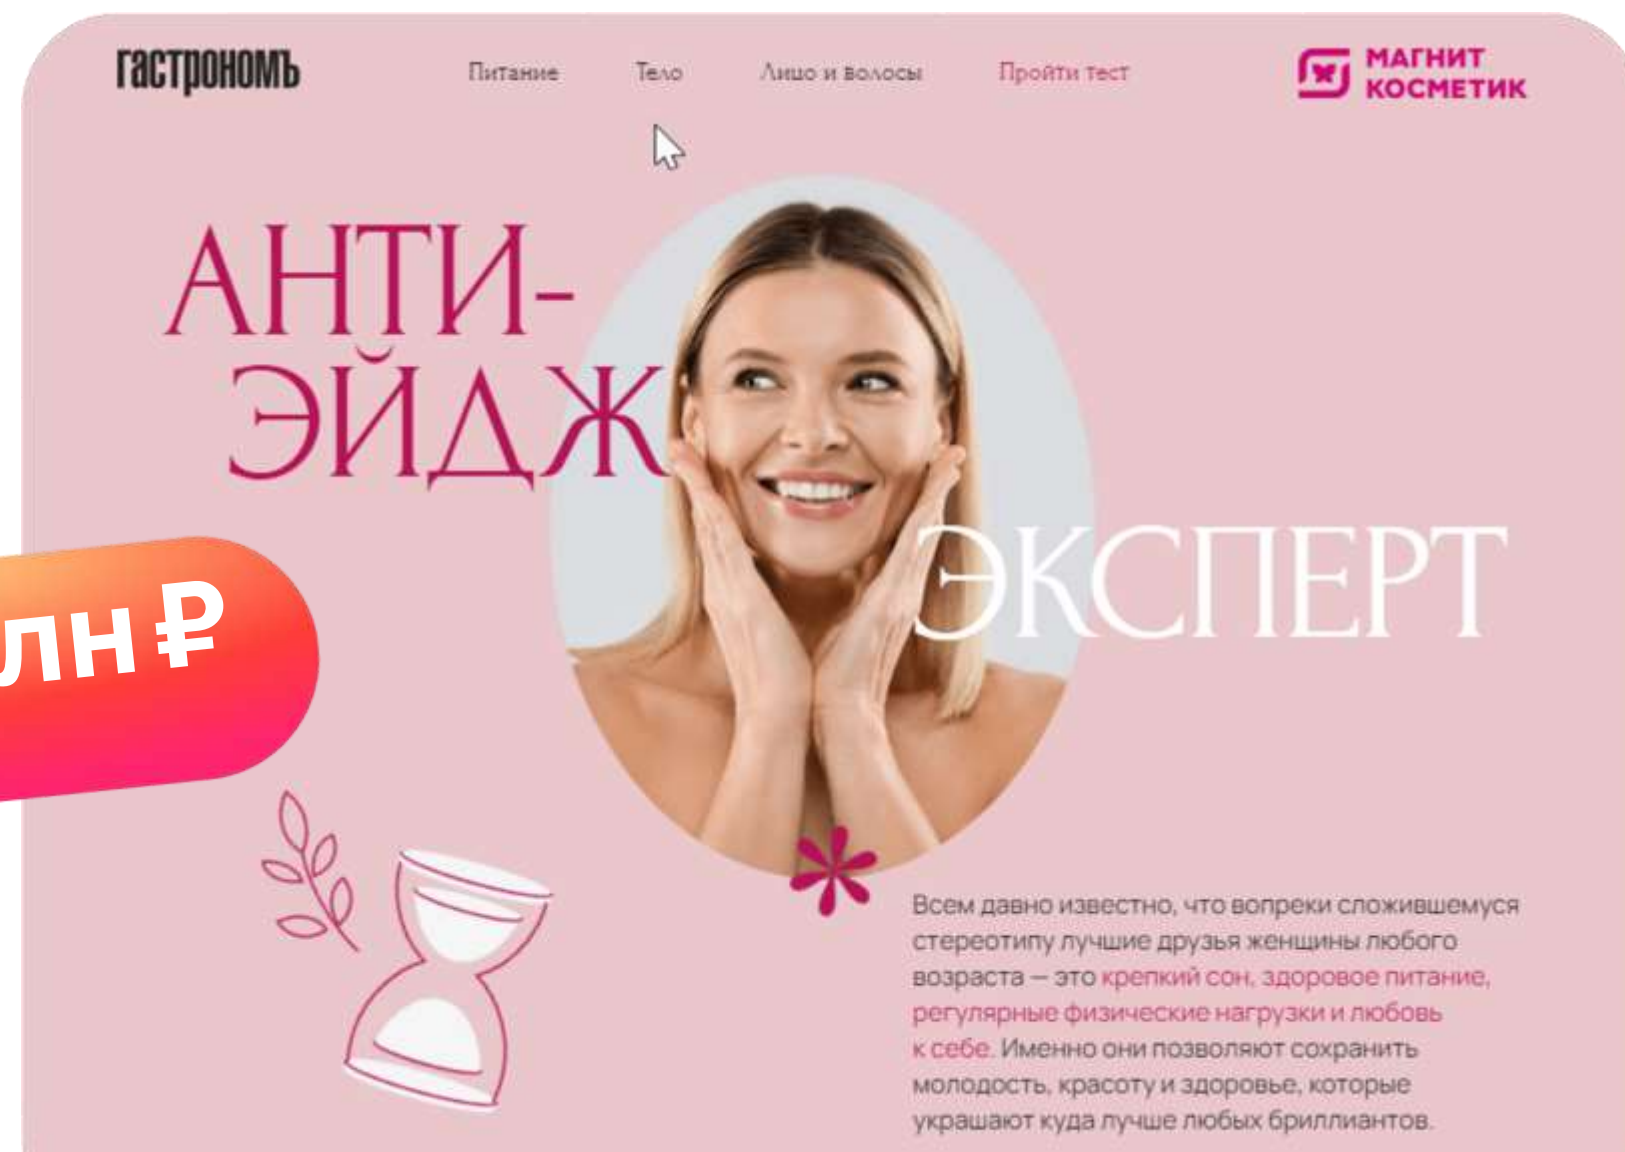 гастрономъ
Питание
Тело
Лицо и волосы
Пройти тест
МАГНИТ
КОСМЕТИК
АНТИ-
ЭЙДЖ
ЭКСПЕРТ
лн ₽
Всем давно известно, что вопреки сложившемуся
стереотипу лучшие друзья женщины любого
возраста — это крепкий сон, здоровое питание,
регулярные физические нагрузки и любовь
к себе. Именно они позволяют сохранить
молодость, красоту и здоровье, которые
украшают куда лучше любых бриллиантов.